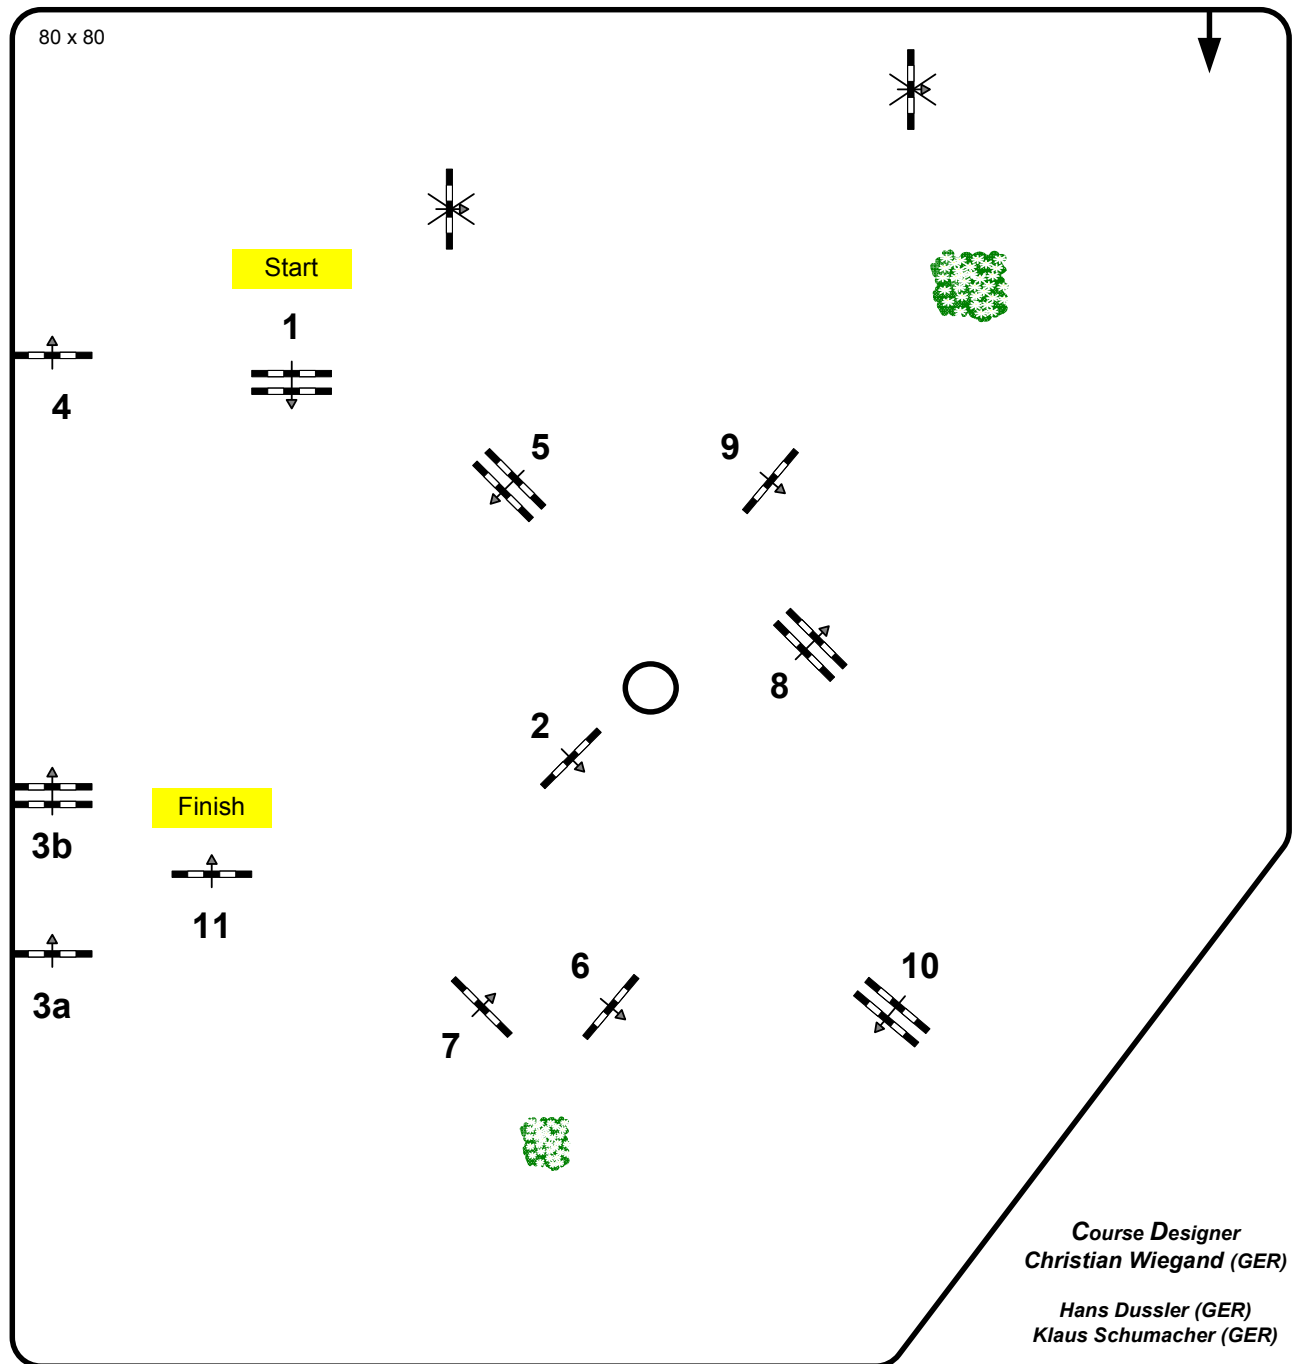 80 x 80
Start
1
4
5
9
8
2
3b
Finish
11
3a
6
10
7
Course Designer
Christian Wiegand (GER)
Hans Dussler (GER)
Klaus Schumacher (GER)